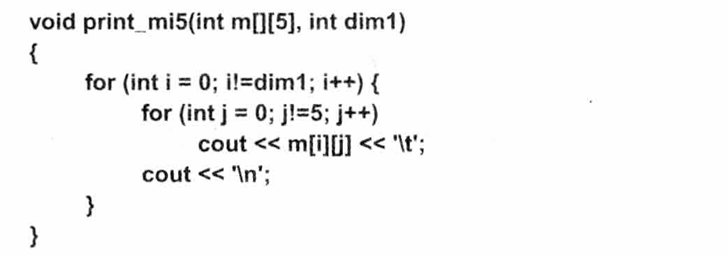 void print_mi5(int m[][5], int dim1)
{
for (int i = 0; i!=dim1; i++) {
for (int j = 0; j!=5; j++)
cout << m[i][j] << '\t';
cout << '\n';
}
}